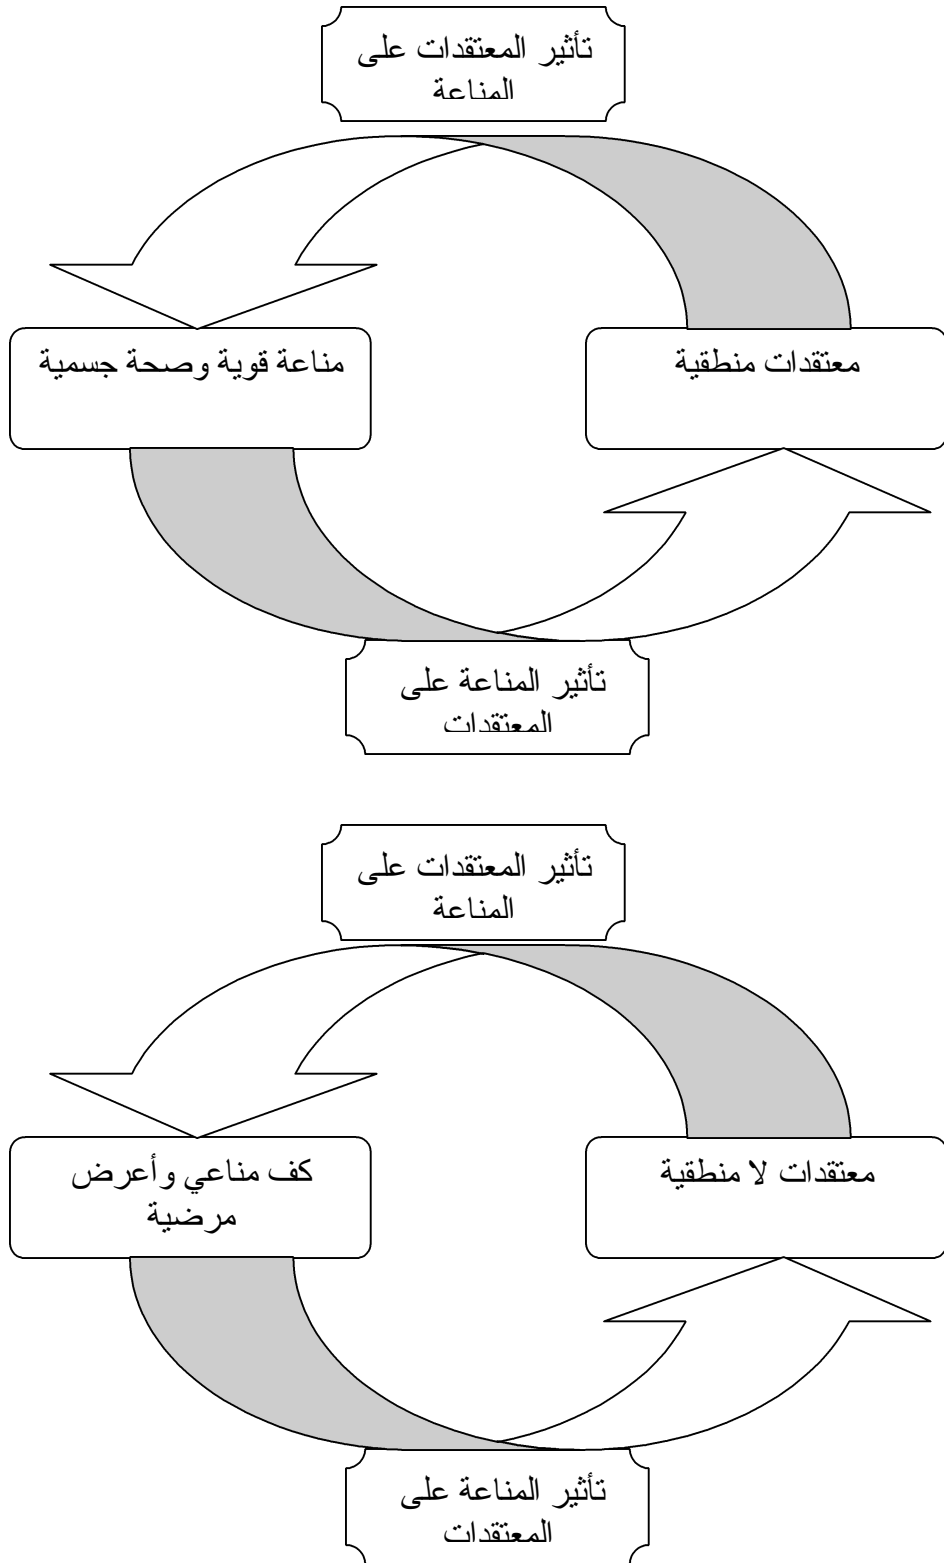 تأثير المعتقدات على
المناعة
معتقدات منطقية
مناعة قوية وصحة جسمية
تأثير المناعة على
المعتقدات
تأثير المعتقدات على
المناعة
معتقدات لا منطقية
كف مناعي وأعرض
مرضية
تأثير المناعة على
المعتقدات